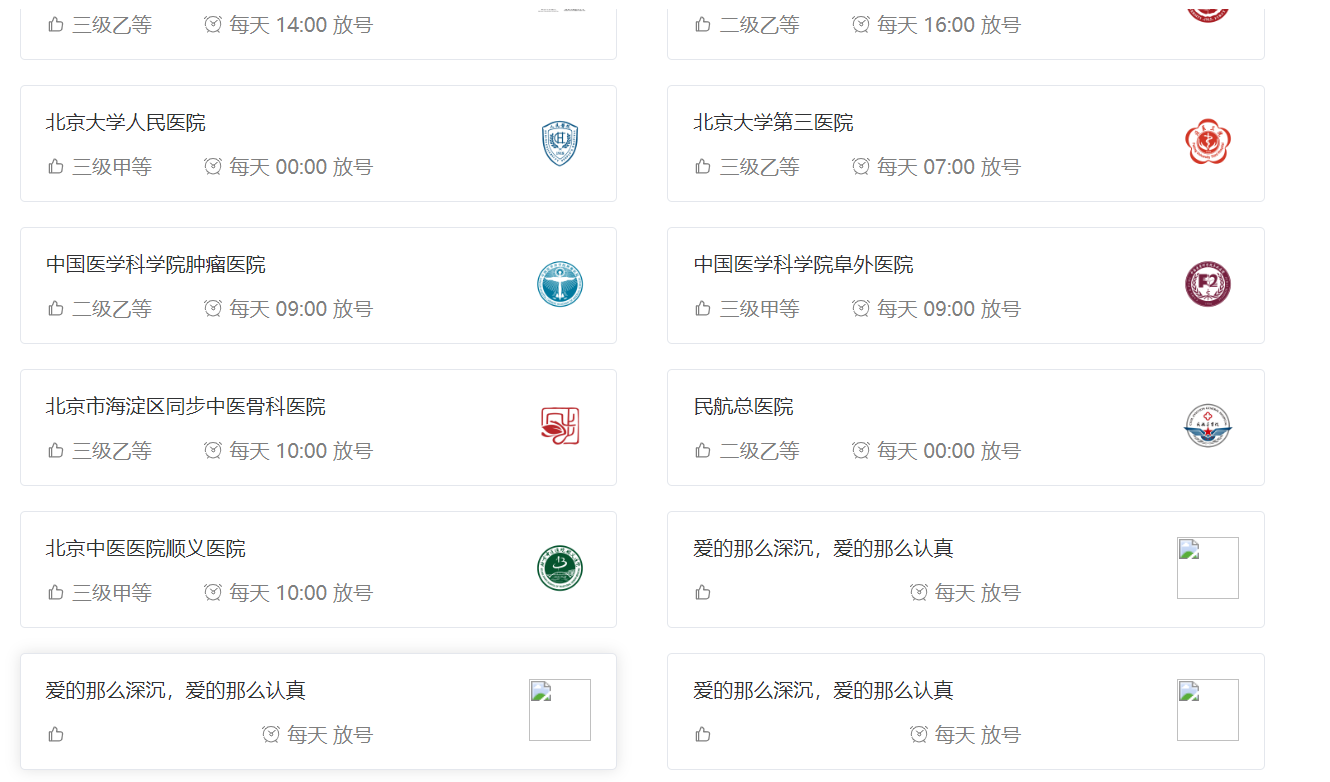 三级乙等 每天 14:00 放号
二级乙等 每天 16:00 放号
北京大学人民医院
三级甲等 每天 00:00 放号
北京大学第三医院
三级乙等 每天 07:00 放号
中国医学科学院肿瘤医院
二级乙等 每天 09:00 放号
中国医学科学院阜外医院
三级甲等 每天 09:00 放号
北京市海淀区同步中医骨科医院
三级乙等 每天 10:00 放号
民航总医院
二级乙等 每天 00:00 放号
北京中医医院顺义医院
三级甲等 每天 10:00 放号
爱的那么深沉，爱的那么认真
每天 放号
爱的那么深沉，爱的那么认真
每天 放号
爱的那么深沉，爱的那么认真
每天 放号